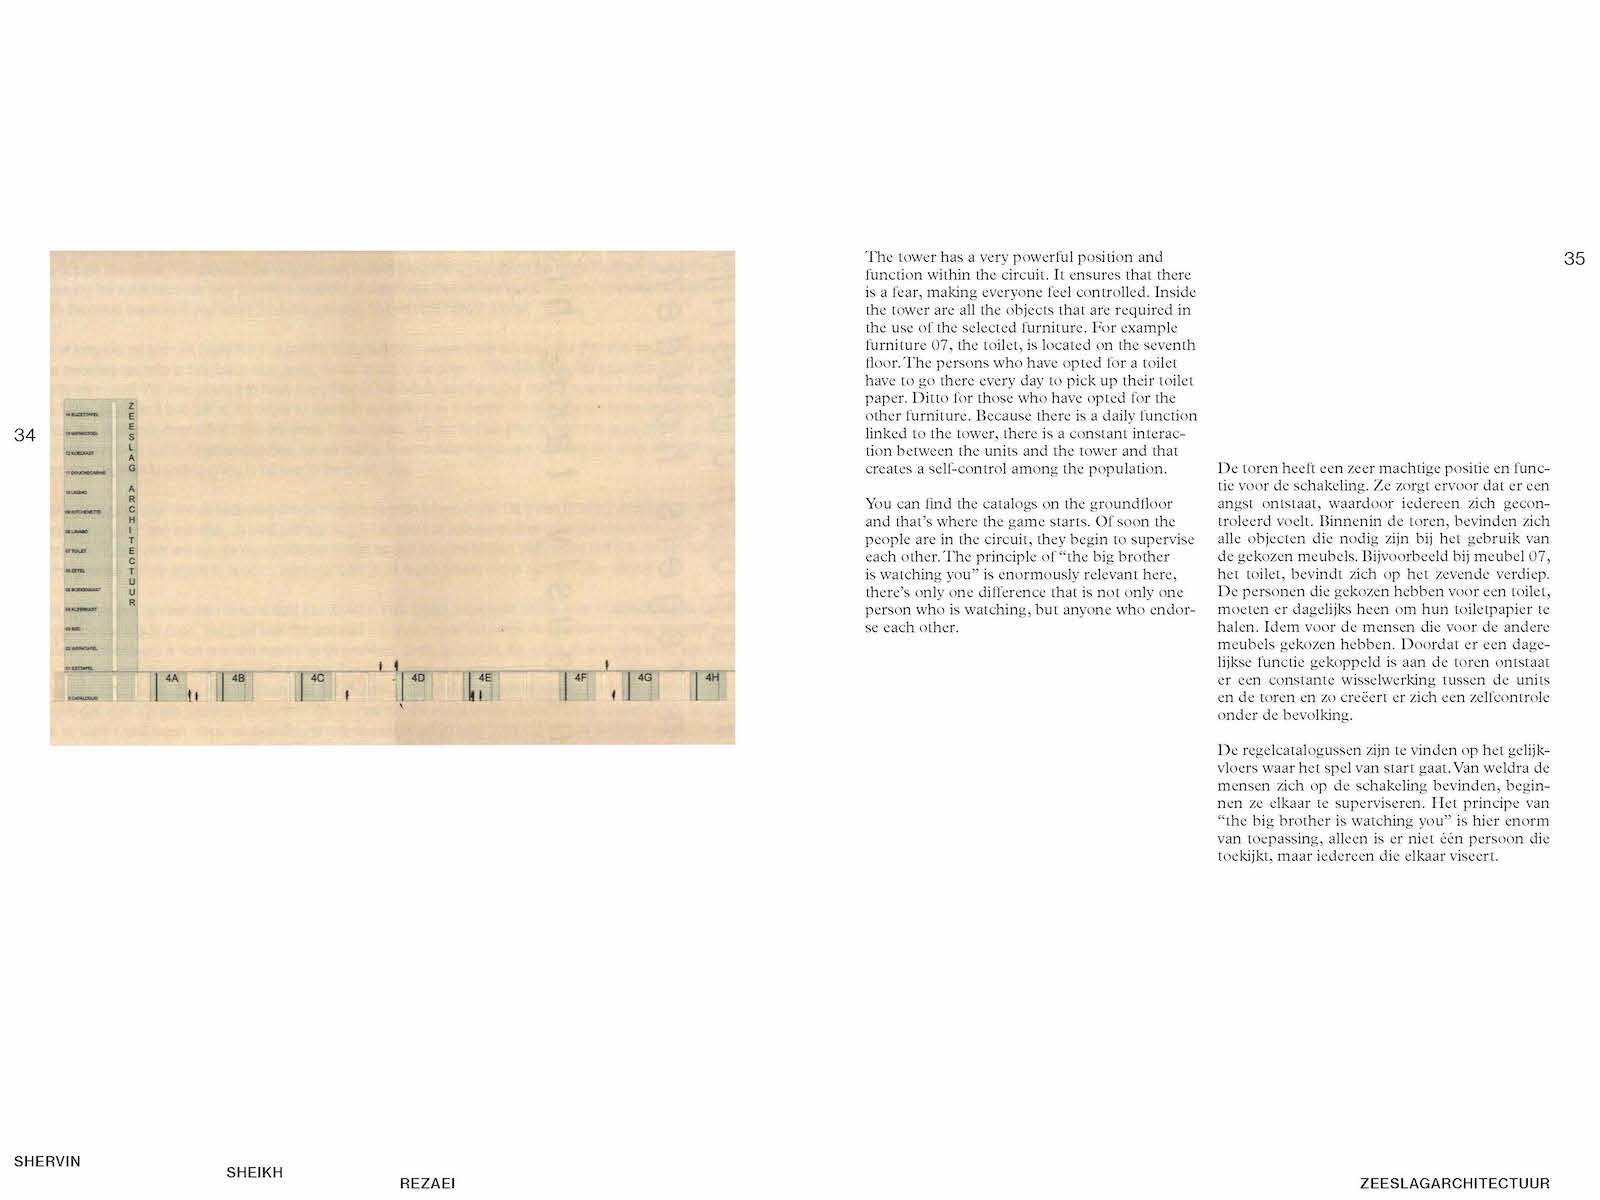 34
ZEESLAG ARCHITECTUUR
13 WERKSTOEL
12 KOELKAST
11 DOUCHECABINE
10 LIGBAD
09 KITCHENETTE
08 LAVABO
07 TOILET
06 ZETEL
05 BOEKENKAST
04 KLEERKAST
03 BED
02 WERKTAFEL
01 EETTAFEL
0 CATALOGUS
4A
4B
4C
4D
4E
4F
4G
4H
The tower has a very powerful position and
function within the circuit. It ensures that there
is a fear, making everyone feel controlled. Inside
the tower are all the objects that are required in
the use of the selected furniture. For example
furniture 07, the toilet, is located on the seventh
floor. The persons who have opted for a toilet
have to go there every day to pick up their toilet
paper. Ditto for those who have opted for the
other furniture. Because there is a daily function
linked to the tower, there is a constant interac-
tion between the units and the tower and that
creates a self-control among the population.
You can find the catalogs on the groundfloor
and that's where the game starts. Of soon the
people are in the circuit, they begin to supervise
each other. The principle of “the big brother
is watching you” is enormously relevant here,
there's only one difference that is not only one
person who is watching, but anyone who endor-
se each other.
35
De toren heeft een zeer machtige positie en func-
tie voor de schakeling. Ze zorgt ervoor dat er een
angst ontstaat, waardoor iedereen zich gecon-
troleerd voelt. Binnenin de toren, bevinden zich
alle objecten die nodig zijn bij het gebruik van
de gekozen meubels. Bijvoorbeeld bij meubel 07,
het toilet, bevindt zich op het zevende verdiep.
De personen die gekozen hebben voor een toilet,
moeten er dagelijks heen om hun toiletpapier te
halen. Idem voor de mensen die voor de andere
meubels gekozen hebben. Doordat er een dage-
lijkse functie gekoppeld is aan de toren ontstaat
er een constante wisselwerking tussen de units
en de toren en zo creëert er zich een zelfcontrole
onder de bevolking.
De regelcatalogussen zijn te vinden op het gelijk-
vloers waar het spel van start gaat. Van weldra de
mensen zich op de schakeling bevinden, begin-
nen ze elkaar te superviseren. Het principe van
“the big brother is watching you” is hier enorm
van toepassing, alleen is er niet één persoon die
toekijkt, maar iedereen die elkaar viseert.
SHERVIN
SHEIKH
REZAEI
ZEESLAGARCHITECTUUR